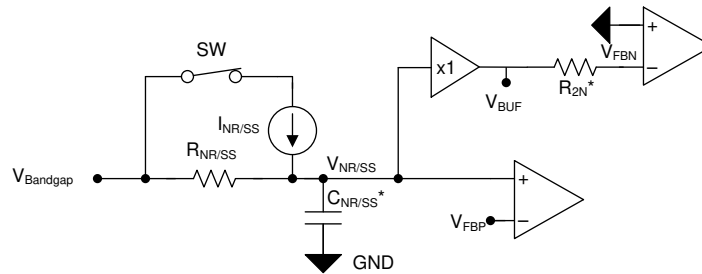 SW
+
V_FBN
x1
−
I_NR/SS
V_BUF
R_2N*
R_NR/SS
V_NR/SS
V_Bandgap
+
C_NR/SS*
V_FBP
−
GND